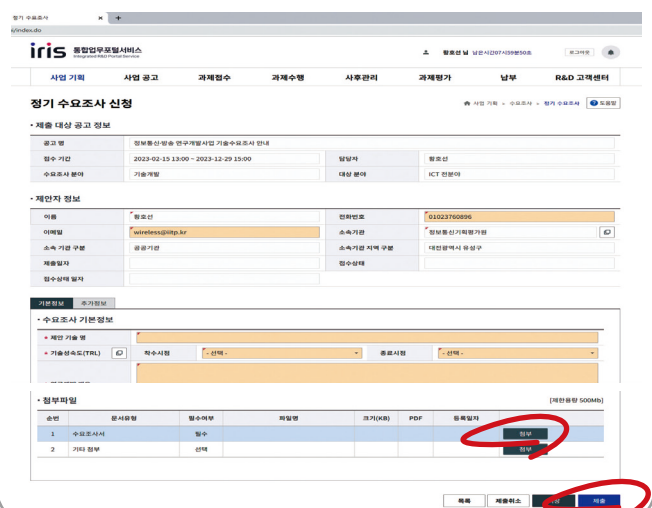 정기 수요조사 × +
s/index.do
iris 통합업무포털서비스
Integrated R&D Portal Service
황호선 님 남은시간07시59분50초 로그아웃
사업 기획 사업 공고 과제접수 과제수행 사후관리 과제평가 납부 R&D 고객센터
정기 수요조사 신청
사업 기획 > 수요조사 > 정기 수요조사 ? 도움말
• 제출 대상 공고 정보
공고 명 정보통신·방송 연구개발사업 기술수요조사 안내
접수 기간 2023-02-15 13:00 ~ 2023-12-29 15:00 담당자 황호선
수요조사 분야 기술개발 대상 분야 ICT 전분야
• 제안자 정보
이름 황호선 전화번호 01023760896
이메일 wireless@iitp.kr 소속기관 정보통신기획평가원
소속 기관 구분 공공기관 소속기관 지역 구분 대전광역시 유성구
제출일자 접수상태
접수상태 일자
기본정보 추가정보
• 수요조사 기본정보
• 제안 기술 명
• 기술성숙도(TRL) 착수시점 - 선택 - 종료시점 - 선택 -
• 첨부파일 [제한용량 500Mb]
순번 문서유형 필수여부 파일명 크기(KB) PDF 등록일자
1 수요조사서 필수 첨부
2 기타 첨부 선택 첨부
목록 제출취소 제출